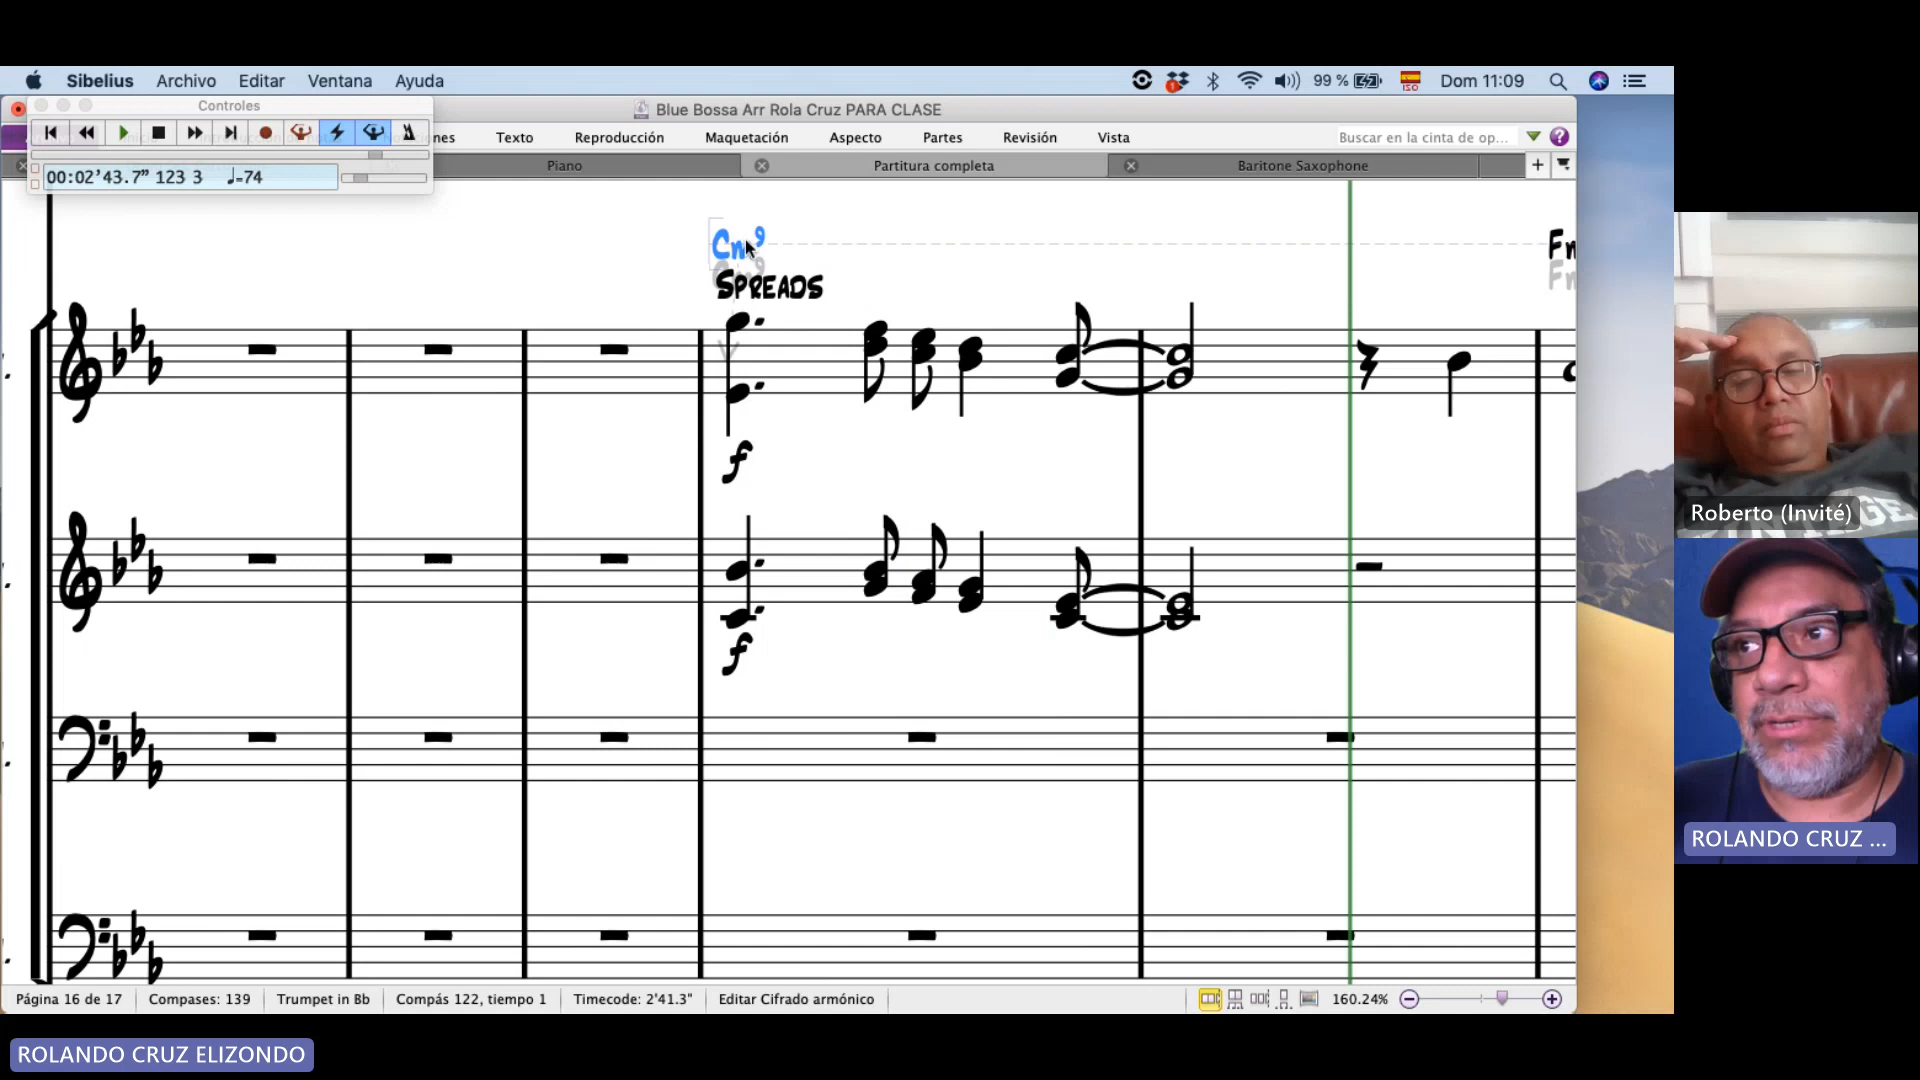 Sibelius Archivo Editar Ventana Ayuda 99 % ISO Dom 11:09
Controles
Blue Bossa Arr Rola Cruz PARA CLASE
nes Texto Reproducción Maquetación Aspecto Partes Revisión Vista Buscar en la cinta de op... ?
Piano Partitura completa Baritone Saxophone +
00:02'43.7" 123 3 ♩=74
SPREADS
f
f
Roberto (Invité)
ROLANDO CRUZ ...
Página 16 de 17 Compases: 139 Trumpet in Bb Compás 122, tiempo 1 Timecode: 2'41.3" Editar Cifrado armónico 160.24%
ROLANDO CRUZ ELIZONDO